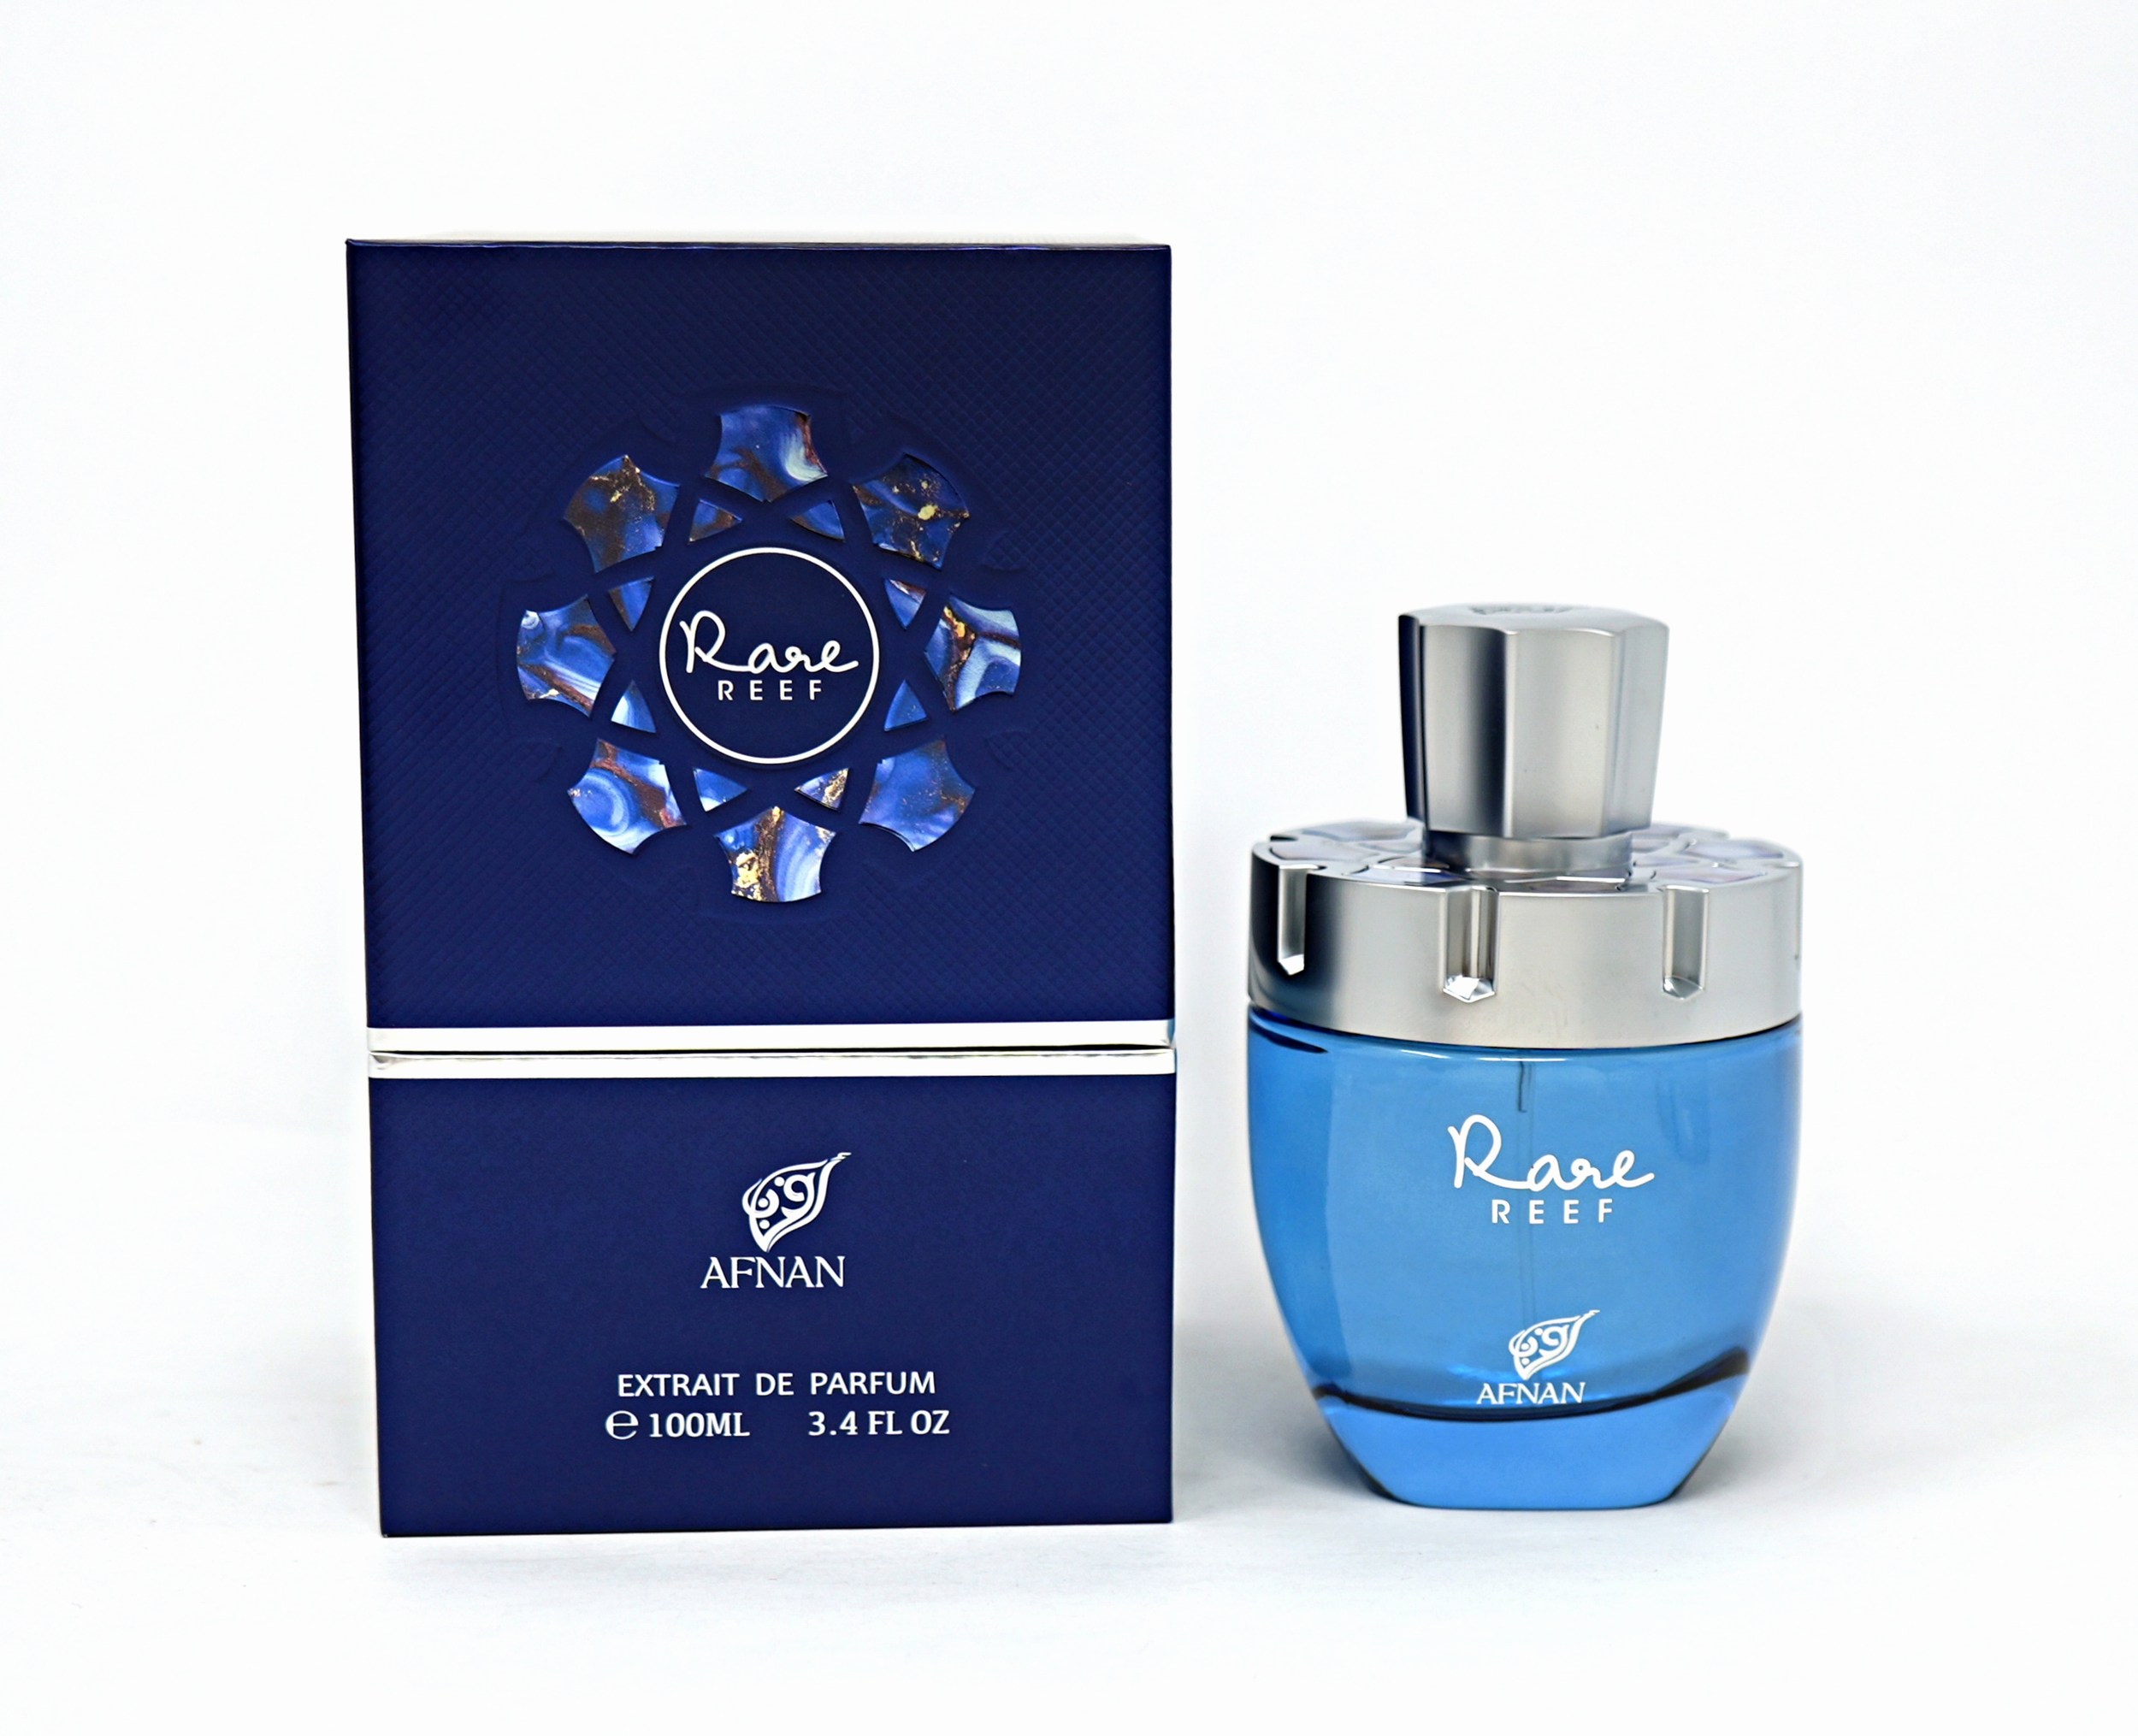 Rare
REEF
AFNAN
EXTRAIT DE PARFUM
℮ 100ML 3.4 FL OZ
Rare
REEF
AFNAN